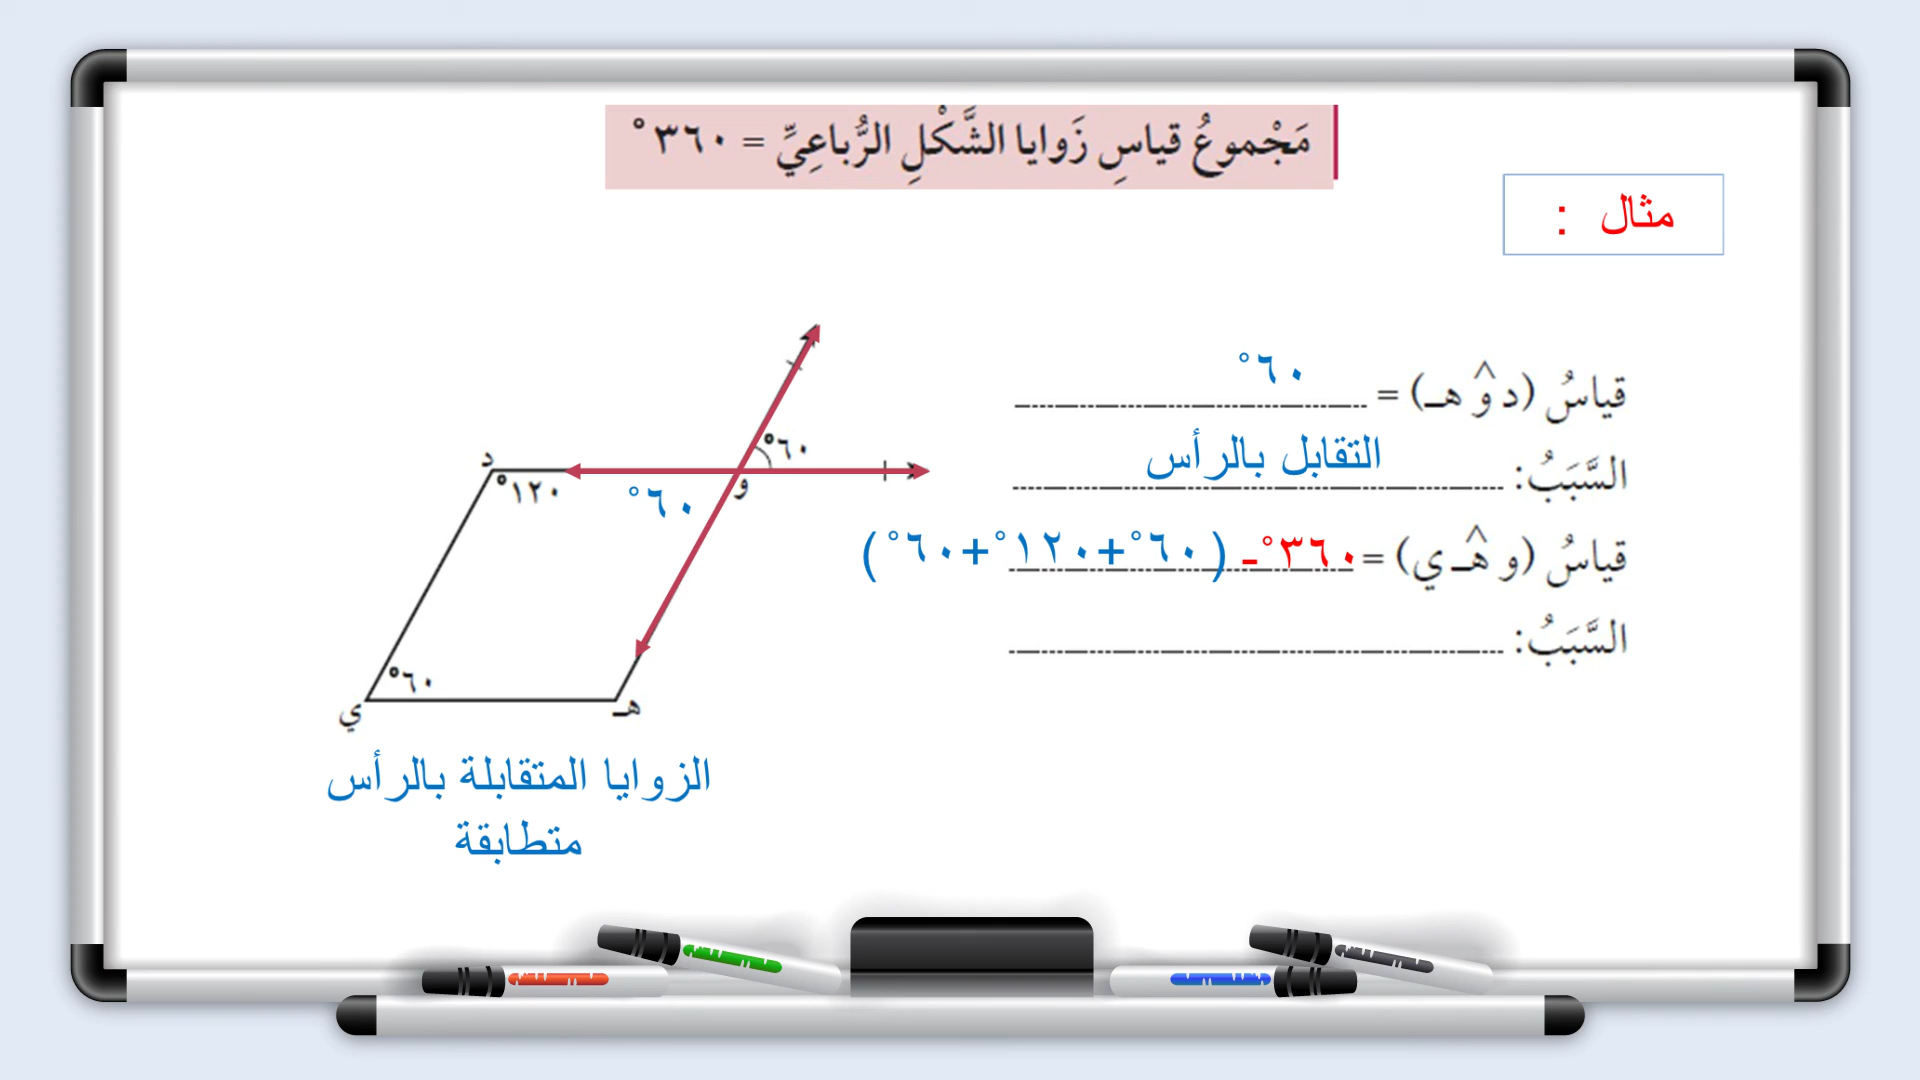 مَجْموعُ قياسِ زَوايا الشَّكْلِ الرُّباعِيِّ = ٣٦٠°
مثال :
قياسُ (د و^ هـ) = ٦٠°
السَّبَبُ: التقابل بالرأس
قياسُ (و هـ^ ي) = ٣٦٠° - (٦٠° + ١٢٠° + ٦٠°)
السَّبَبُ:
٦٠°
د
١٢٠°
٦٠°
و
٦٠°
ي
هـ
الزوايا المتقابلة بالرأس
متطابقة